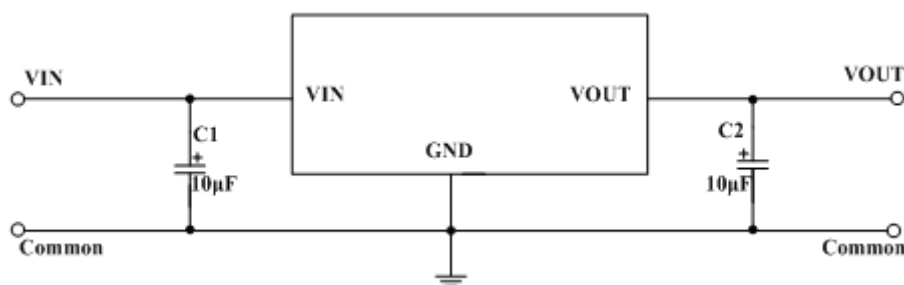 VIN
VOUT
VIN
VOUT
C1
+
C2
+
GND
10μF
10μF
Common
Common